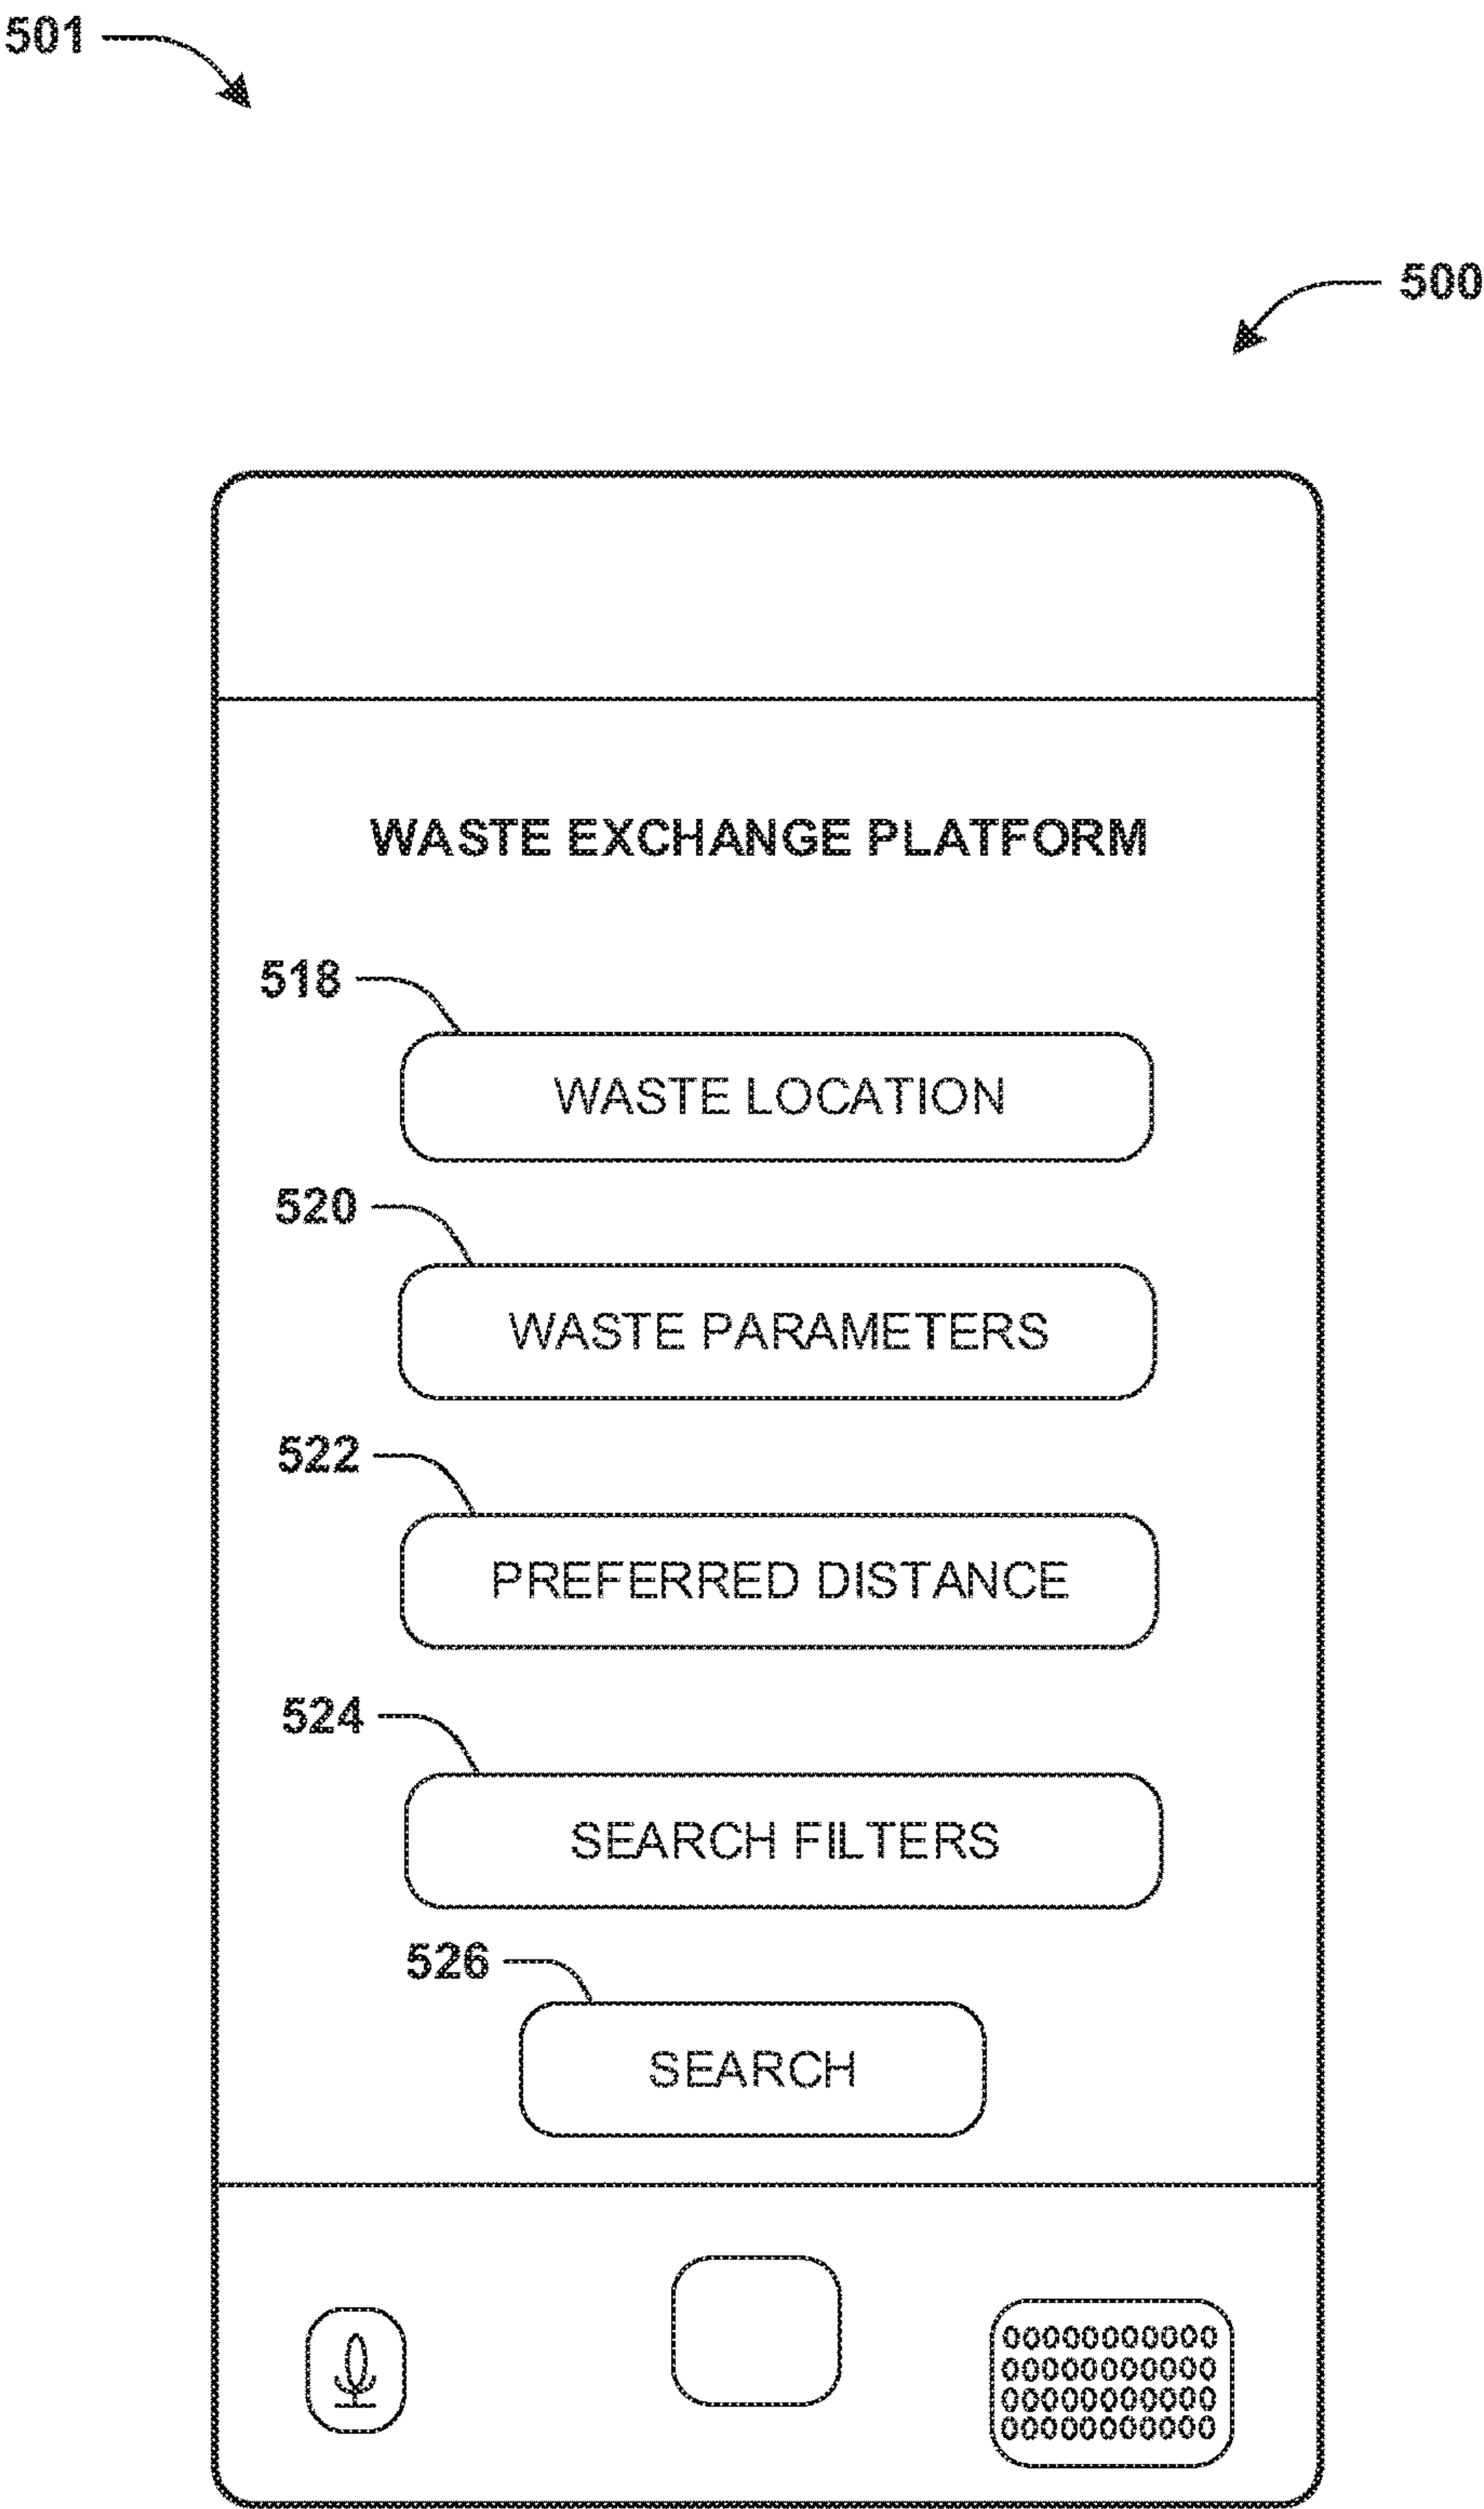 501
500
WASTE EXCHANGE PLATFORM
518
WASTE LOCATION
520
WASTE PARAMETERS
522
PREFERRED DISTANCE
524
SEARCH FILTERS
526
SEARCH